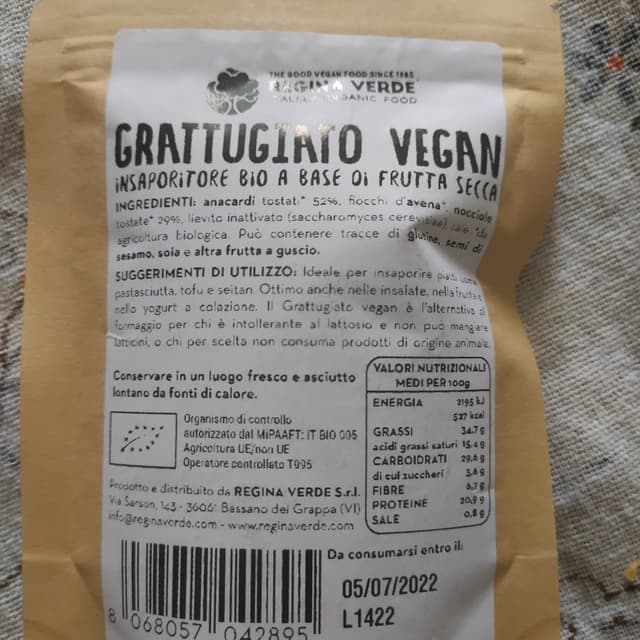 THE GOOD VEGAN FOOD SINCE 1985
REGINA VERDE
ITALIAN ORGANIC FOOD
GRATTUGIATO VEGAN
INSAPORITORE BIO A BASE DI FRUTTA SECCA
INGREDIENTI: anacardi tostati* 52%, fiocchi d'avena*, nocciole
tostate* 29%, lievito inattivato (saccharomyces cerevisiae), sale *da
agricoltura biologica. Può contenere tracce di glutine, semi di
sesamo, soia e altra frutta a guscio.
SUGGERIMENTI DI UTILIZZO: Ideale per insaporire piatti come
pastasciutta, tofu e seitan. Ottimo anche nelle insalate, nella frutta e
nello yogurt a colazione. Il Grattugiato vegan è l'alternativa al
formaggio per chi è intollerante al lattosio e non può mangiare
latticini, o chi per scelta non consuma prodotti di origine animale.
Conservare in un luogo fresco e asciutto
lontano da fonti di calore.
Organismo di controllo
autorizzato dal MiPAAFT: IT BIO 005
Agricoltura UE/non UE
Operatore controllato T995
Prodotto e distribuito da REGINA VERDE S.r.l.
Via Sarson, 143 - 36061 Bassano del Grappa (VI)
info@reginaverde.com - www.reginaverde.com
VALORI NUTRIZIONALI
MEDI PER 100g
ENERGIA 2195 kJ
527 kcal
GRASSI 34,7 g
acidi grassi saturi 15,4 g
CARBOIDRATI 29,6 g
di cui zuccheri 3,6 g
FIBRE 6,7 g
PROTEINE 20,9 g
SALE 0,8 g
Da consumarsi entro il:
05/07/2022
L1422
8 068057 042895